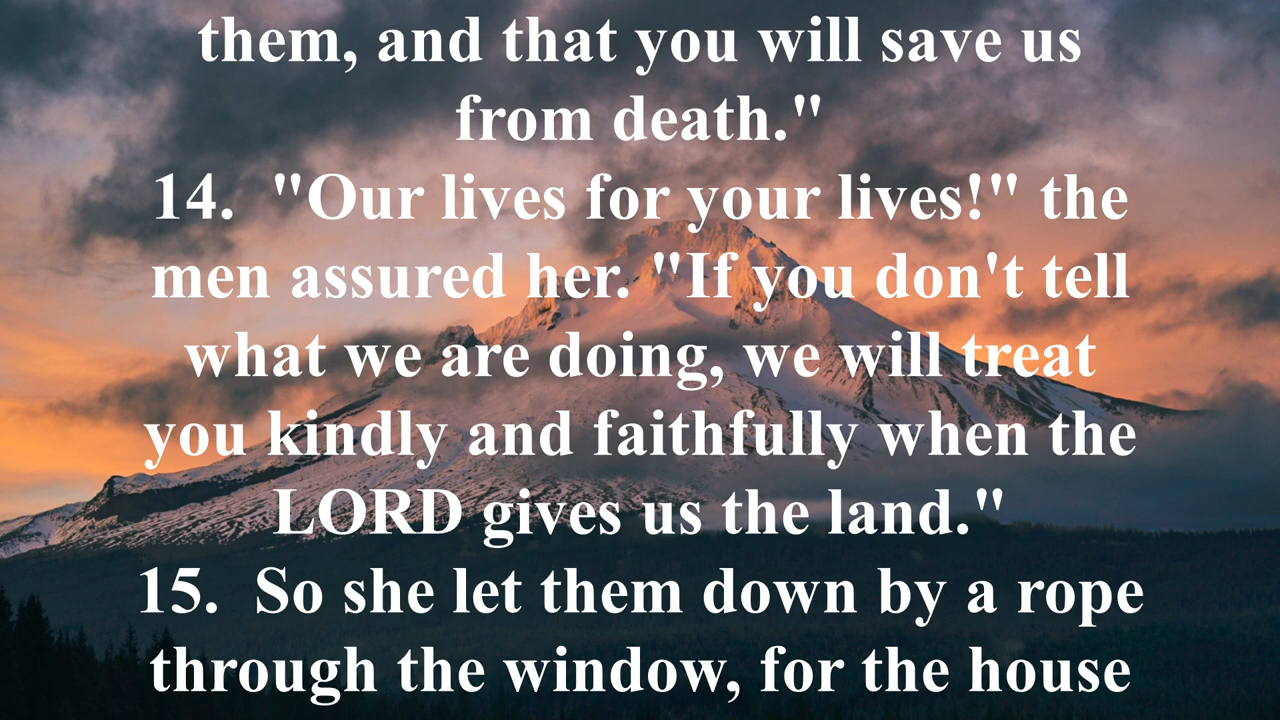 them, and that you will save us
from death."
14.  "Our lives for your lives!" the
men assured her. "If you don't tell
what we are doing, we will treat
you kindly and faithfully when the
LORD gives us the land."
15.  So she let them down by a rope
through the window, for the house